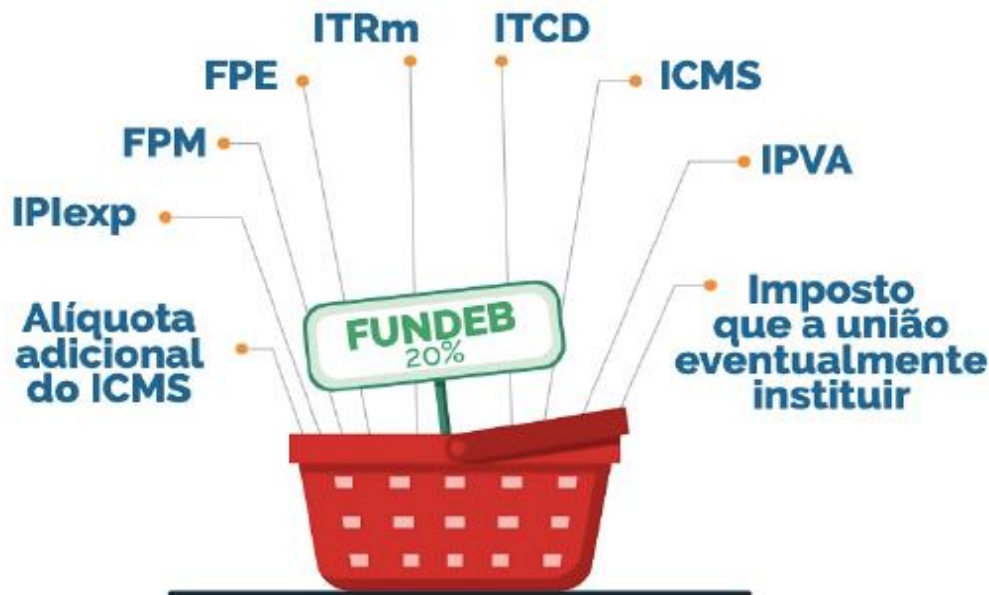 ITRm
ITCD
FPE
ICMS
FPM
IPVA
IPIexp
Alíquota
adicional
do ICMS
FUNDEB
20%
Imposto
que a união
eventualmente
instituir